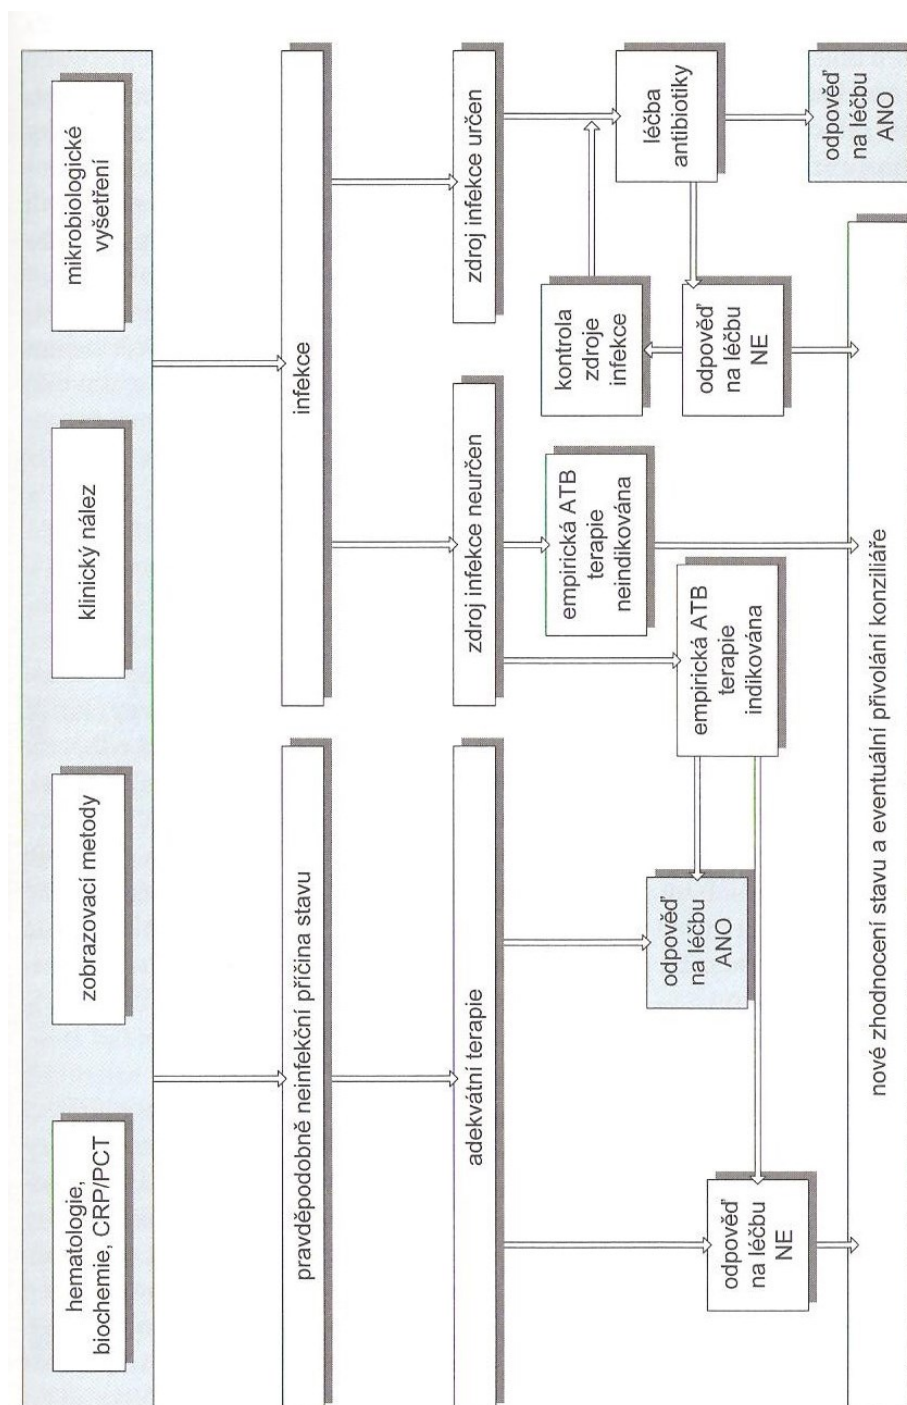 hematologie,
biochemie, CRP/PCT
zobrazovací metody
klinický nález
mikrobiologické
vyšetření
pravděpodobně neinfekční příčina stavu
infekce
adekvátní terapie
zdroj infekce neurčen
zdroj infekce určen
empirická ATB
terapie
neindikována
kontrola
zdroje
infekce
léčba
antibiotiky
odpověď
na léčbu
ANO
empirická ATB
terapie
indikována
odpověď
na léčbu
NE
odpověď
na léčbu
NE
odpověď
na léčbu
ANO
nové zhodnocení stavu a eventuální přivolání konziliáře